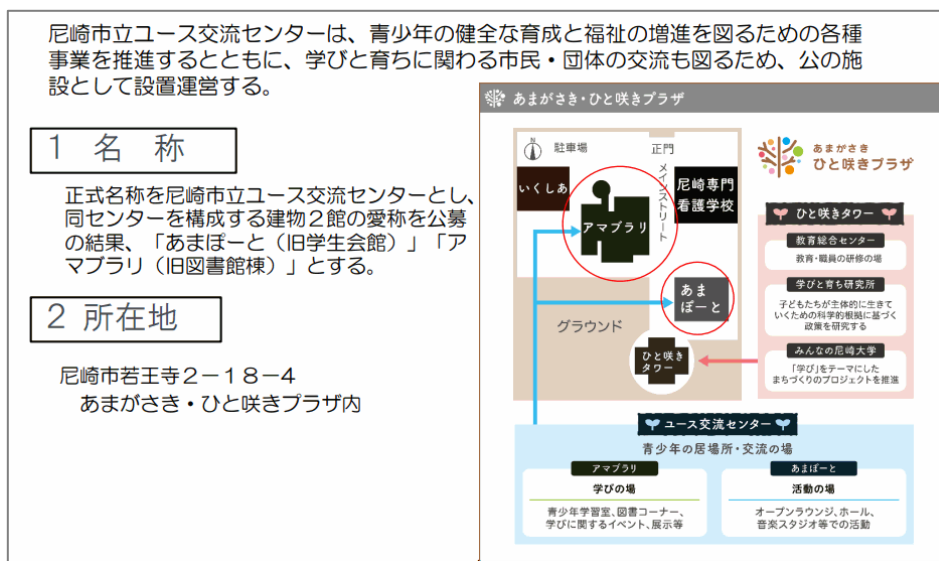 尼崎市立ユース交流センターは、青少年の健全な育成と福祉の増進を図るための各種
事業を推進するとともに、学びと育ちに関わる市民・団体の交流も図るため、公の施
設として設置運営する。
1 名 称
正式名称を尼崎市立ユース交流センターとし、
同センターを構成する建物２館の愛称を公募
の結果、「あまぽーと（旧学生会館）」「ア
マブラリ（旧図書館棟）」とする。
2 所在地
尼崎市若王寺２－１８－４
あまがさき・ひと咲きプラザ内
あまがさき・ひと咲きプラザ
N
駐車場
正門
いくしあ
アマブラリ
メインストリート
尼崎専門
看護学校
あま
ぽーと
グラウンド
ひと咲き
タワー
あまがさき
ひと咲きプラザ
ひと咲きタワー
教育総合センター
教育・職員の研修の場
学びと育ち研究所
子どもたちが主体的に生きて
いくための科学的根拠に基づく
政策を研究する
みんなの尼崎大学
「学び」をテーマにした
まちづくりのプロジェクトを推進
ユース交流センター
青少年の居場所・交流の場
アマブラリ
学びの場
青少年学習室、図書コーナー、
学びに関するイベント、展示等
あまぽーと
活動の場
オープンラウンジ、ホール、
音楽スタジオ等での活動